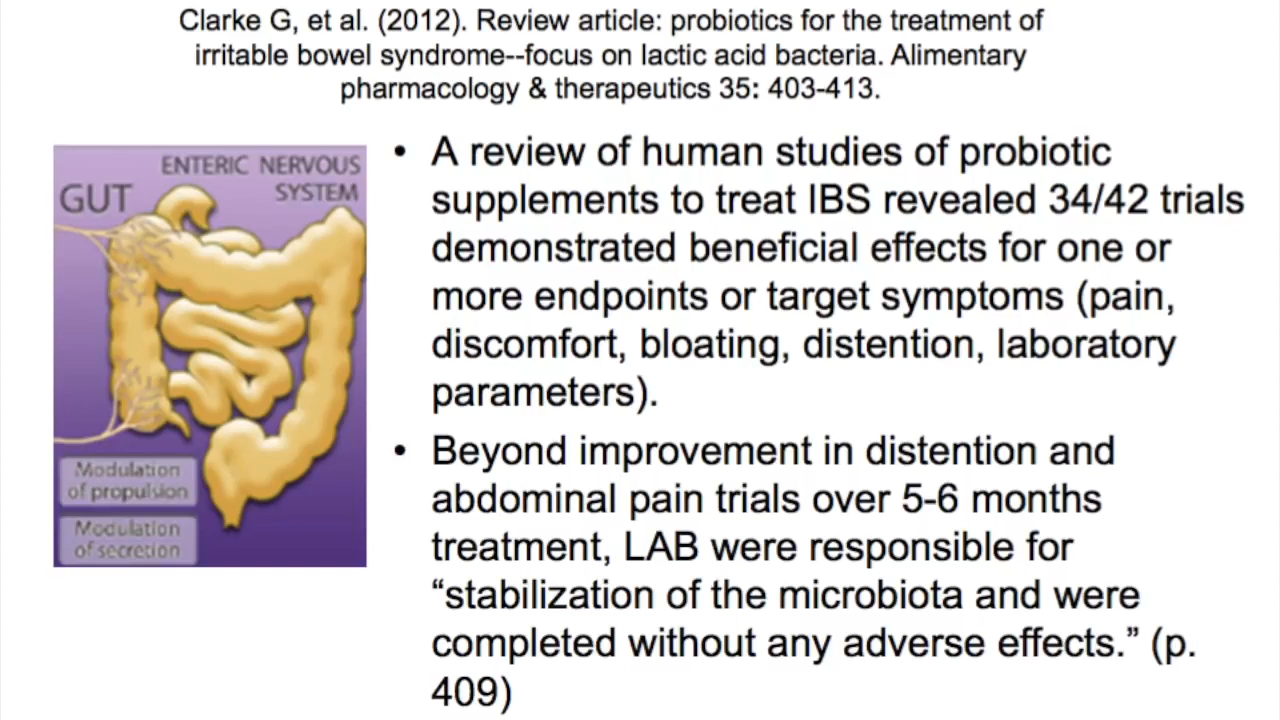 Clarke G, et al. (2012). Review article: probiotics for the treatment of
irritable bowel syndrome--focus on lactic acid bacteria. Alimentary
pharmacology & therapeutics 35: 403-413.
ENTERIC NERVOUS
SYSTEM
GUT
Modulation
of propulsion
Modulation
of secretion
• A review of human studies of probiotic
supplements to treat IBS revealed 34/42 trials
demonstrated beneficial effects for one or
more endpoints or target symptoms (pain,
discomfort, bloating, distention, laboratory
parameters).
• Beyond improvement in distention and
abdominal pain trials over 5-6 months
treatment, LAB were responsible for
“stabilization of the microbiota and were
completed without any adverse effects.” (p.
409)